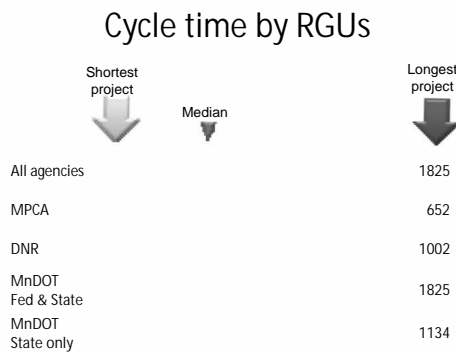 Cycle time by RGUs
Shortest
project
Median
Longest
project
All agencies 1825
MPCA 652
DNR 1002
MnDOT
Fed & State 1825
MnDOT
State only 1134